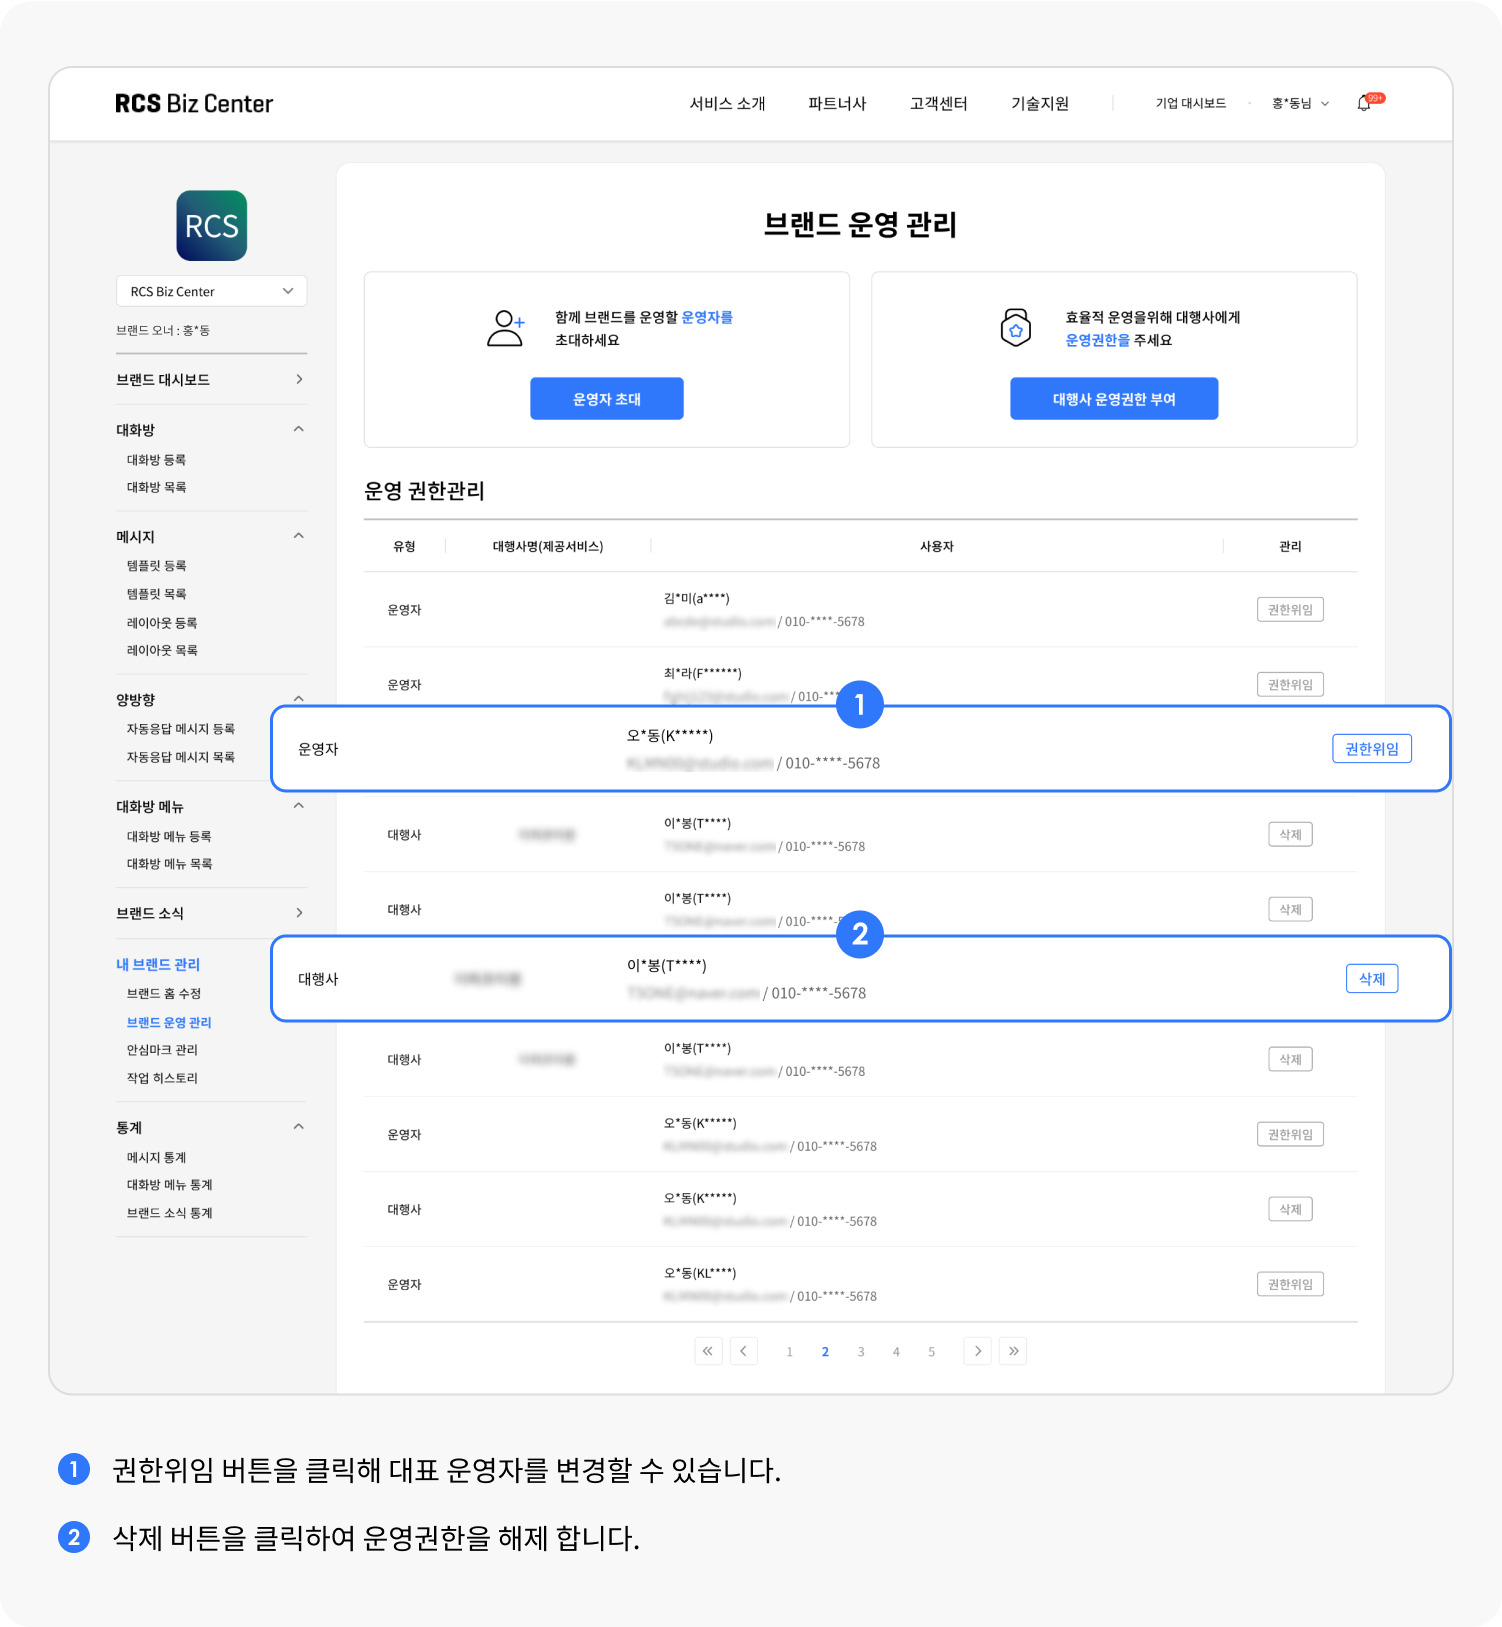 RCS Biz Center
서비스 소개 파트너사 고객센터 기술지원 기업 대시보드 홍*동님 99+
RCS
RCS Biz Center
브랜드 오너 : 홍*동
브랜드 대시보드
대화방
대화방 등록
대화방 목록
메시지
템플릿 등록
템플릿 목록
레이아웃 등록
레이아웃 목록
양방향
자동응답 메시지 등록
자동응답 메시지 목록
대화방 메뉴
대화방 메뉴 등록
대화방 메뉴 목록
브랜드 소식
내 브랜드 관리
브랜드 홈 수정
브랜드 운영 관리
안심마크 관리
작업 히스토리
통계
메시지 통계
대화방 메뉴 통계
브랜드 소식 통계
브랜드 운영 관리
함께 브랜드를 운영할 운영자를
초대하세요
운영자 초대
효율적 운영을위해 대행사에게
운영권한을 주세요
대행사 운영권한 부여
운영 권한관리
유형 대행사명(제공서비스) 사용자 관리
김*미(a****)
운영자 권한위임
/ 010-****-5678
최*라(F******)
운영자 권한위임
/ 010-***
1
오*동(K*****)
운영자 권한위임
/ 010-****-5678
이*봉(T****)
대행사 삭제
/ 010-****-5678
이*봉(T****)
대행사 삭제
/ 010-****-
2
이*봉(T****)
대행사 삭제
/ 010-****-5678
이*봉(T****)
대행사 삭제
/ 010-****-5678
오*동(K*****)
운영자 권한위임
/ 010-****-5678
오*동(K*****)
대행사 삭제
/ 010-****-5678
오*동(KL****)
운영자 권한위임
/ 010-****-5678
1 2 3 4 5
1 권한위임 버튼을 클릭해 대표 운영자를 변경할 수 있습니다.
2 삭제 버튼을 클릭하여 운영권한을 해제 합니다.